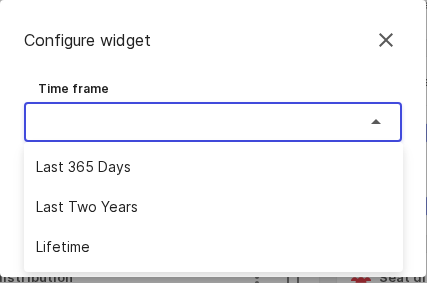 Configure widget
Time frame
Last 365 Days
Last Two Years
Lifetime